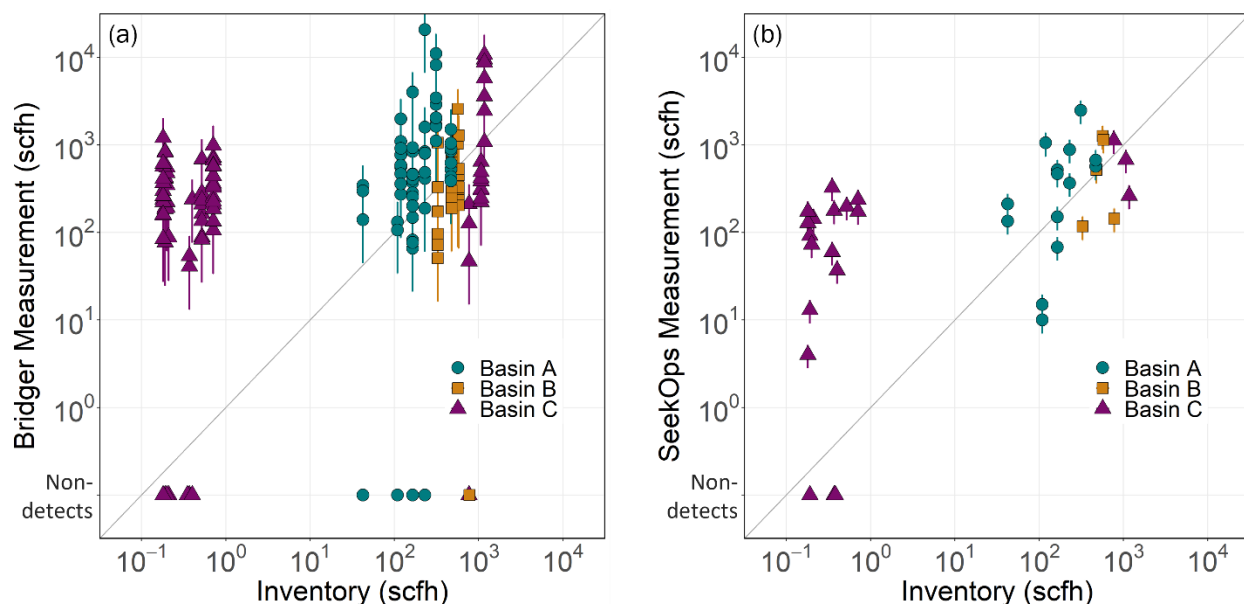 (a)
Bridger Measurement (scfh)
10⁴
10³
10²
10¹
10⁰
Non-
detects
Basin A
Basin B
Basin C
10⁻¹ 10⁰ 10¹ 10² 10³ 10⁴
Inventory (scfh)
(b)
SeekOps Measurement (scfh)
10⁴
10³
10²
10¹
10⁰
Non-
detects
Basin A
Basin B
Basin C
10⁻¹ 10⁰ 10¹ 10² 10³ 10⁴
Inventory (scfh)